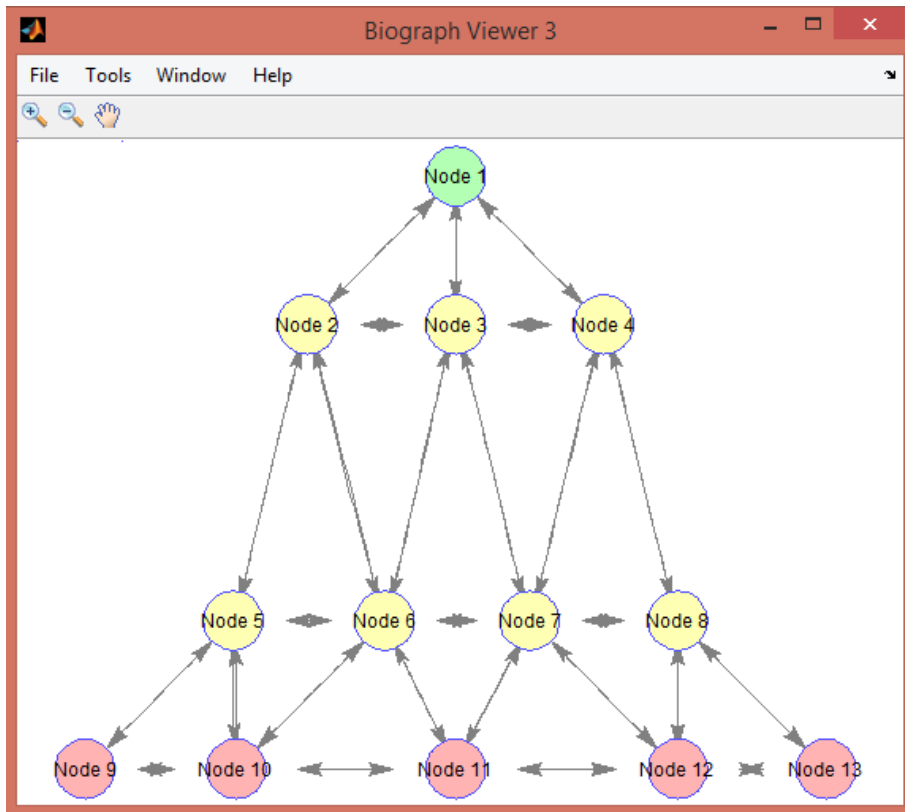 Biograph Viewer 3
File Tools Window Help
Node 1
Node 2 Node 3 Node 4
Node 5 Node 6 Node 7 Node 8
Node 9 Node 10 Node 11 Node 12 Node 13